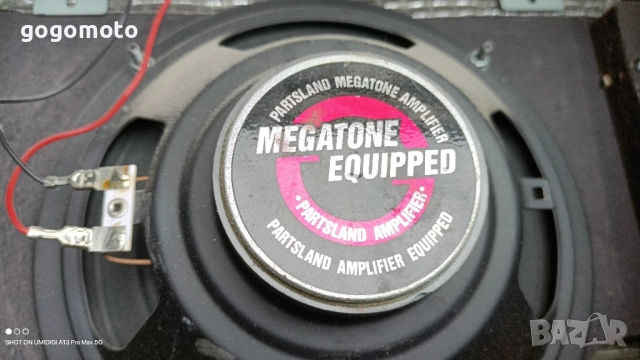 gogomoto
PARTSLAND MEGATONE AMPLIFIER
MEGATONE
EQUIPPED
• PARTSLAND AMPLIFIER •
PARTSLAND AMPLIFIER EQUIPPED
SHOT ON UMIDIGI A13 Pro Max 5G
BAZAR
.bg